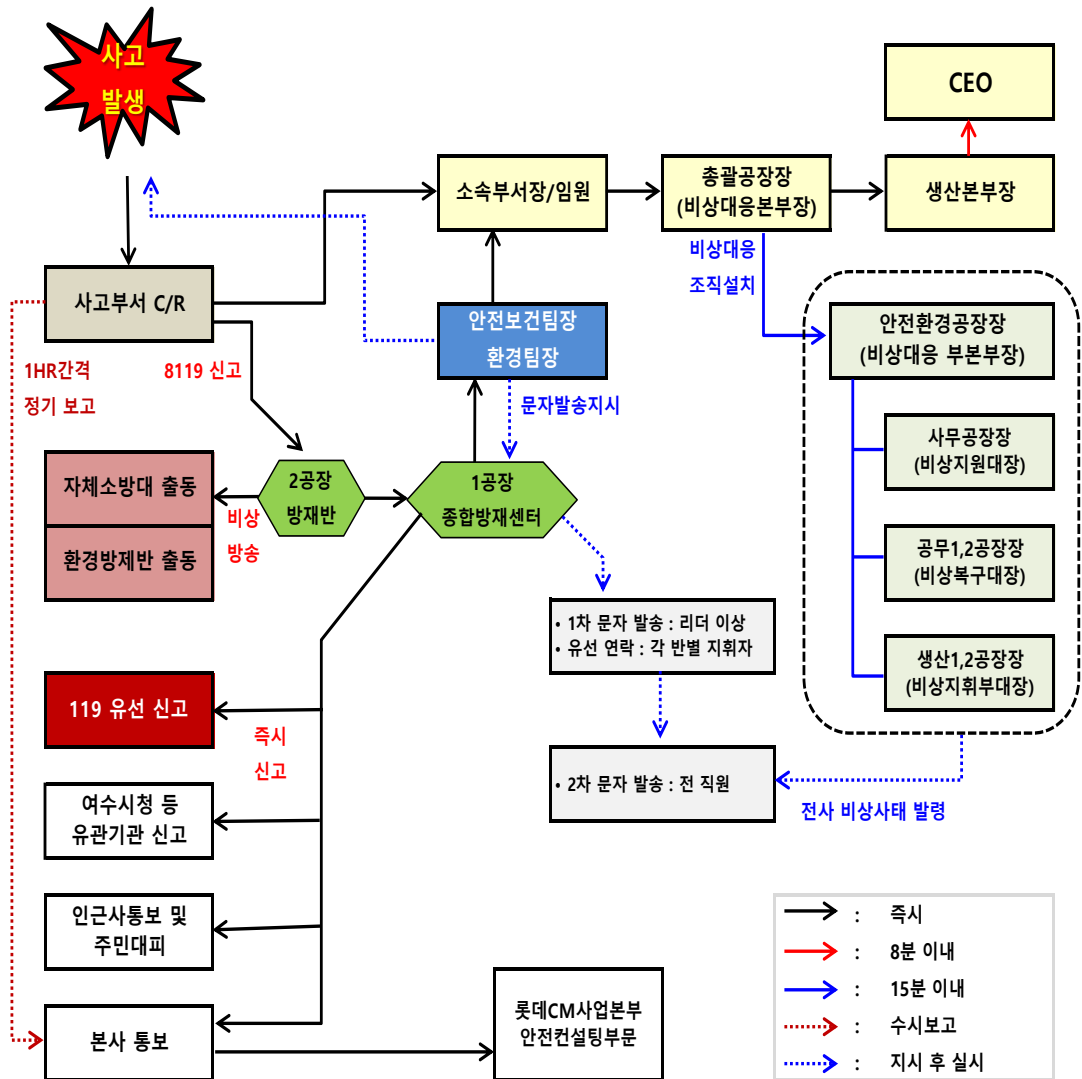 사고
발생
CEO
소속부서장/임원
총괄공장장
(비상대응본부장)
생산본부장
비상대응
조직설치
사고부서 C/R
안전보건팀장
환경팀장
안전환경공장장
(비상대응 부본부장)
1HR간격
정기 보고
8119 신고
문자발송지시
사무공장장
(비상지원대장)
자체소방대 출동
환경방제반 출동
비상
방송
2공장
방재반
1공장
종합방재센터
공무1,2공장장
(비상복구대장)
• 1차 문자 발송 : 리더 이상
• 유선 연락 : 각 반별 지휘자
생산1,2공장장
(비상지휘부대장)
119 유선 신고
즉시
신고
• 2차 문자 발송 : 전 직원
전사 비상사태 발령
여수시청 등
유관기관 신고
인근사통보 및
주민대피
본사 통보
롯데CM사업본부
안전컨설팅부문
: 즉시
: 8분 이내
: 15분 이내
: 수시보고
: 지시 후 실시